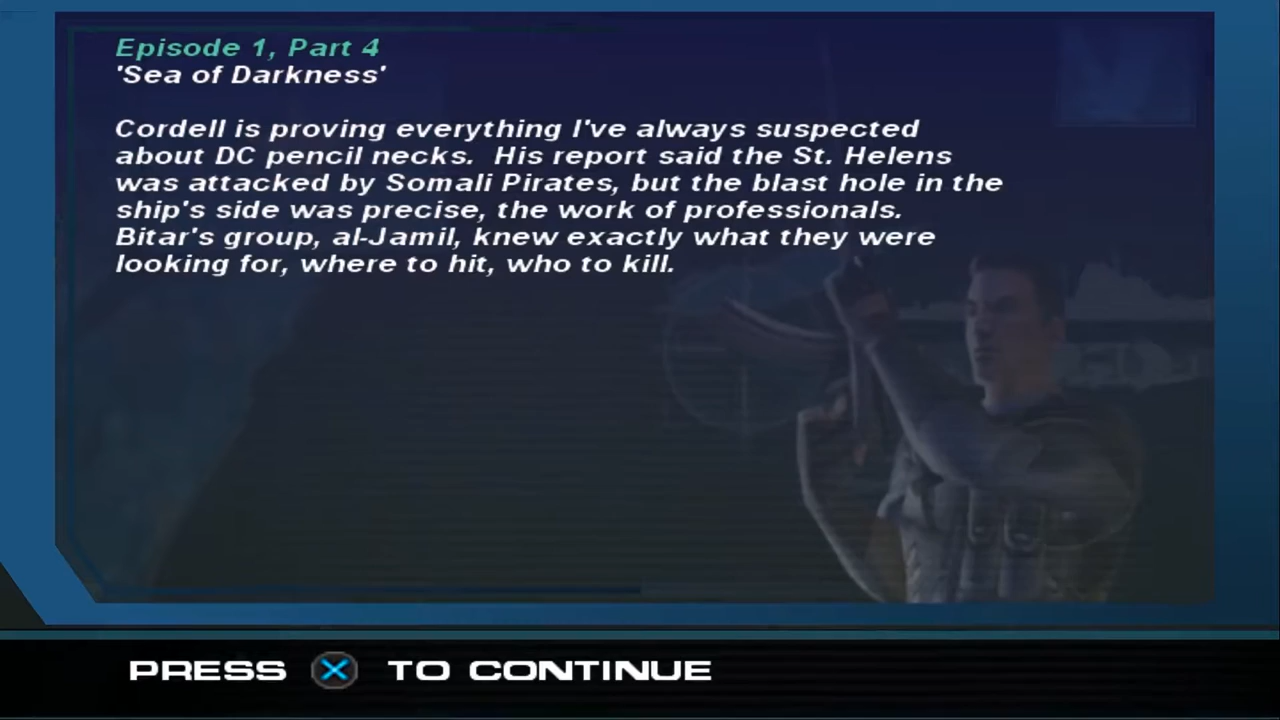 Episode 1, Part 4
'Sea of Darkness'
Cordell is proving everything I've always suspected
about DC pencil necks.  His report said the St. Helens
was attacked by Somali Pirates, but the blast hole in the
ship's side was precise, the work of professionals.
Bitar's group, al-Jamil, knew exactly what they were
looking for, where to hit, who to kill.
PRESS X TO CONTINUE